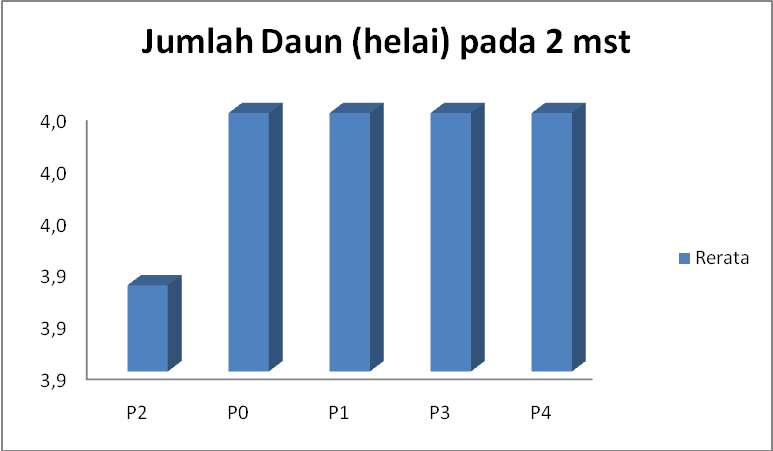 Jumlah Daun (helai) pada 2 mst
4,0
4,0
4,0
3,9
3,9
3,9
P2 P0 P1 P3 P4
Rerata